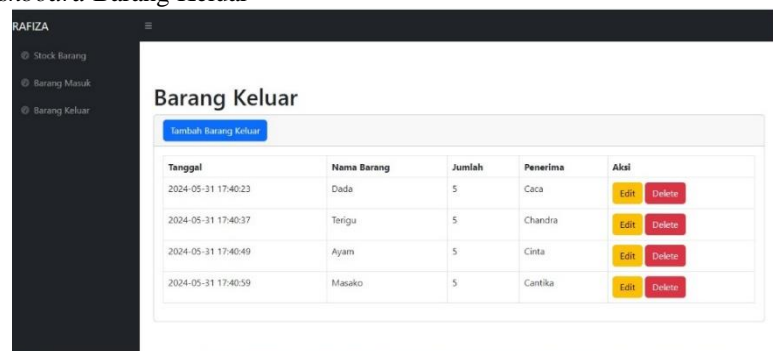 Barang Keluar
RAFIZA
Stock Barang
Barang Masuk
Barang Keluar
Barang Keluar
Tambah Barang Keluar
Tanggal Nama Barang Jumlah Penerima Aksi
2024-05-31 17:40:23 Dada 5 Caca Edit Delete
2024-05-31 17:40:37 Terigu 5 Chandra Edit Delete
2024-05-31 17:40:49 Ayam 5 Cinta Edit Delete
2024-05-31 17:40:59 Masako 5 Cantika Edit Delete